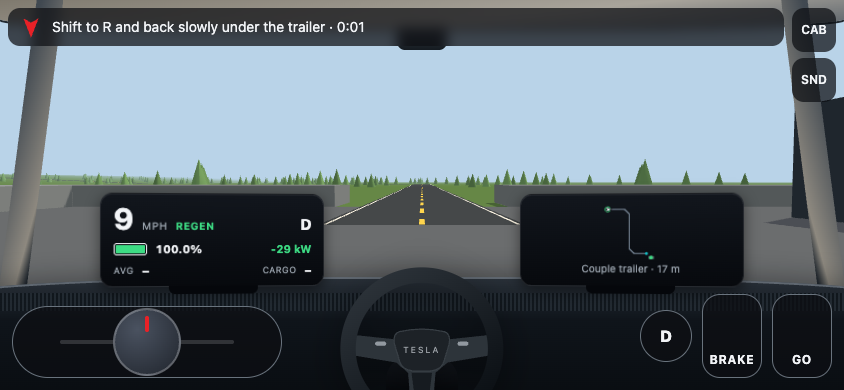 Shift to R and back slowly under the trailer · 0:01
CAB
SND
9 MPH REGEN D
100.0% -29 kW
AVG – CARGO –
Couple trailer · 17 m
TESLA
D
BRAKE
GO